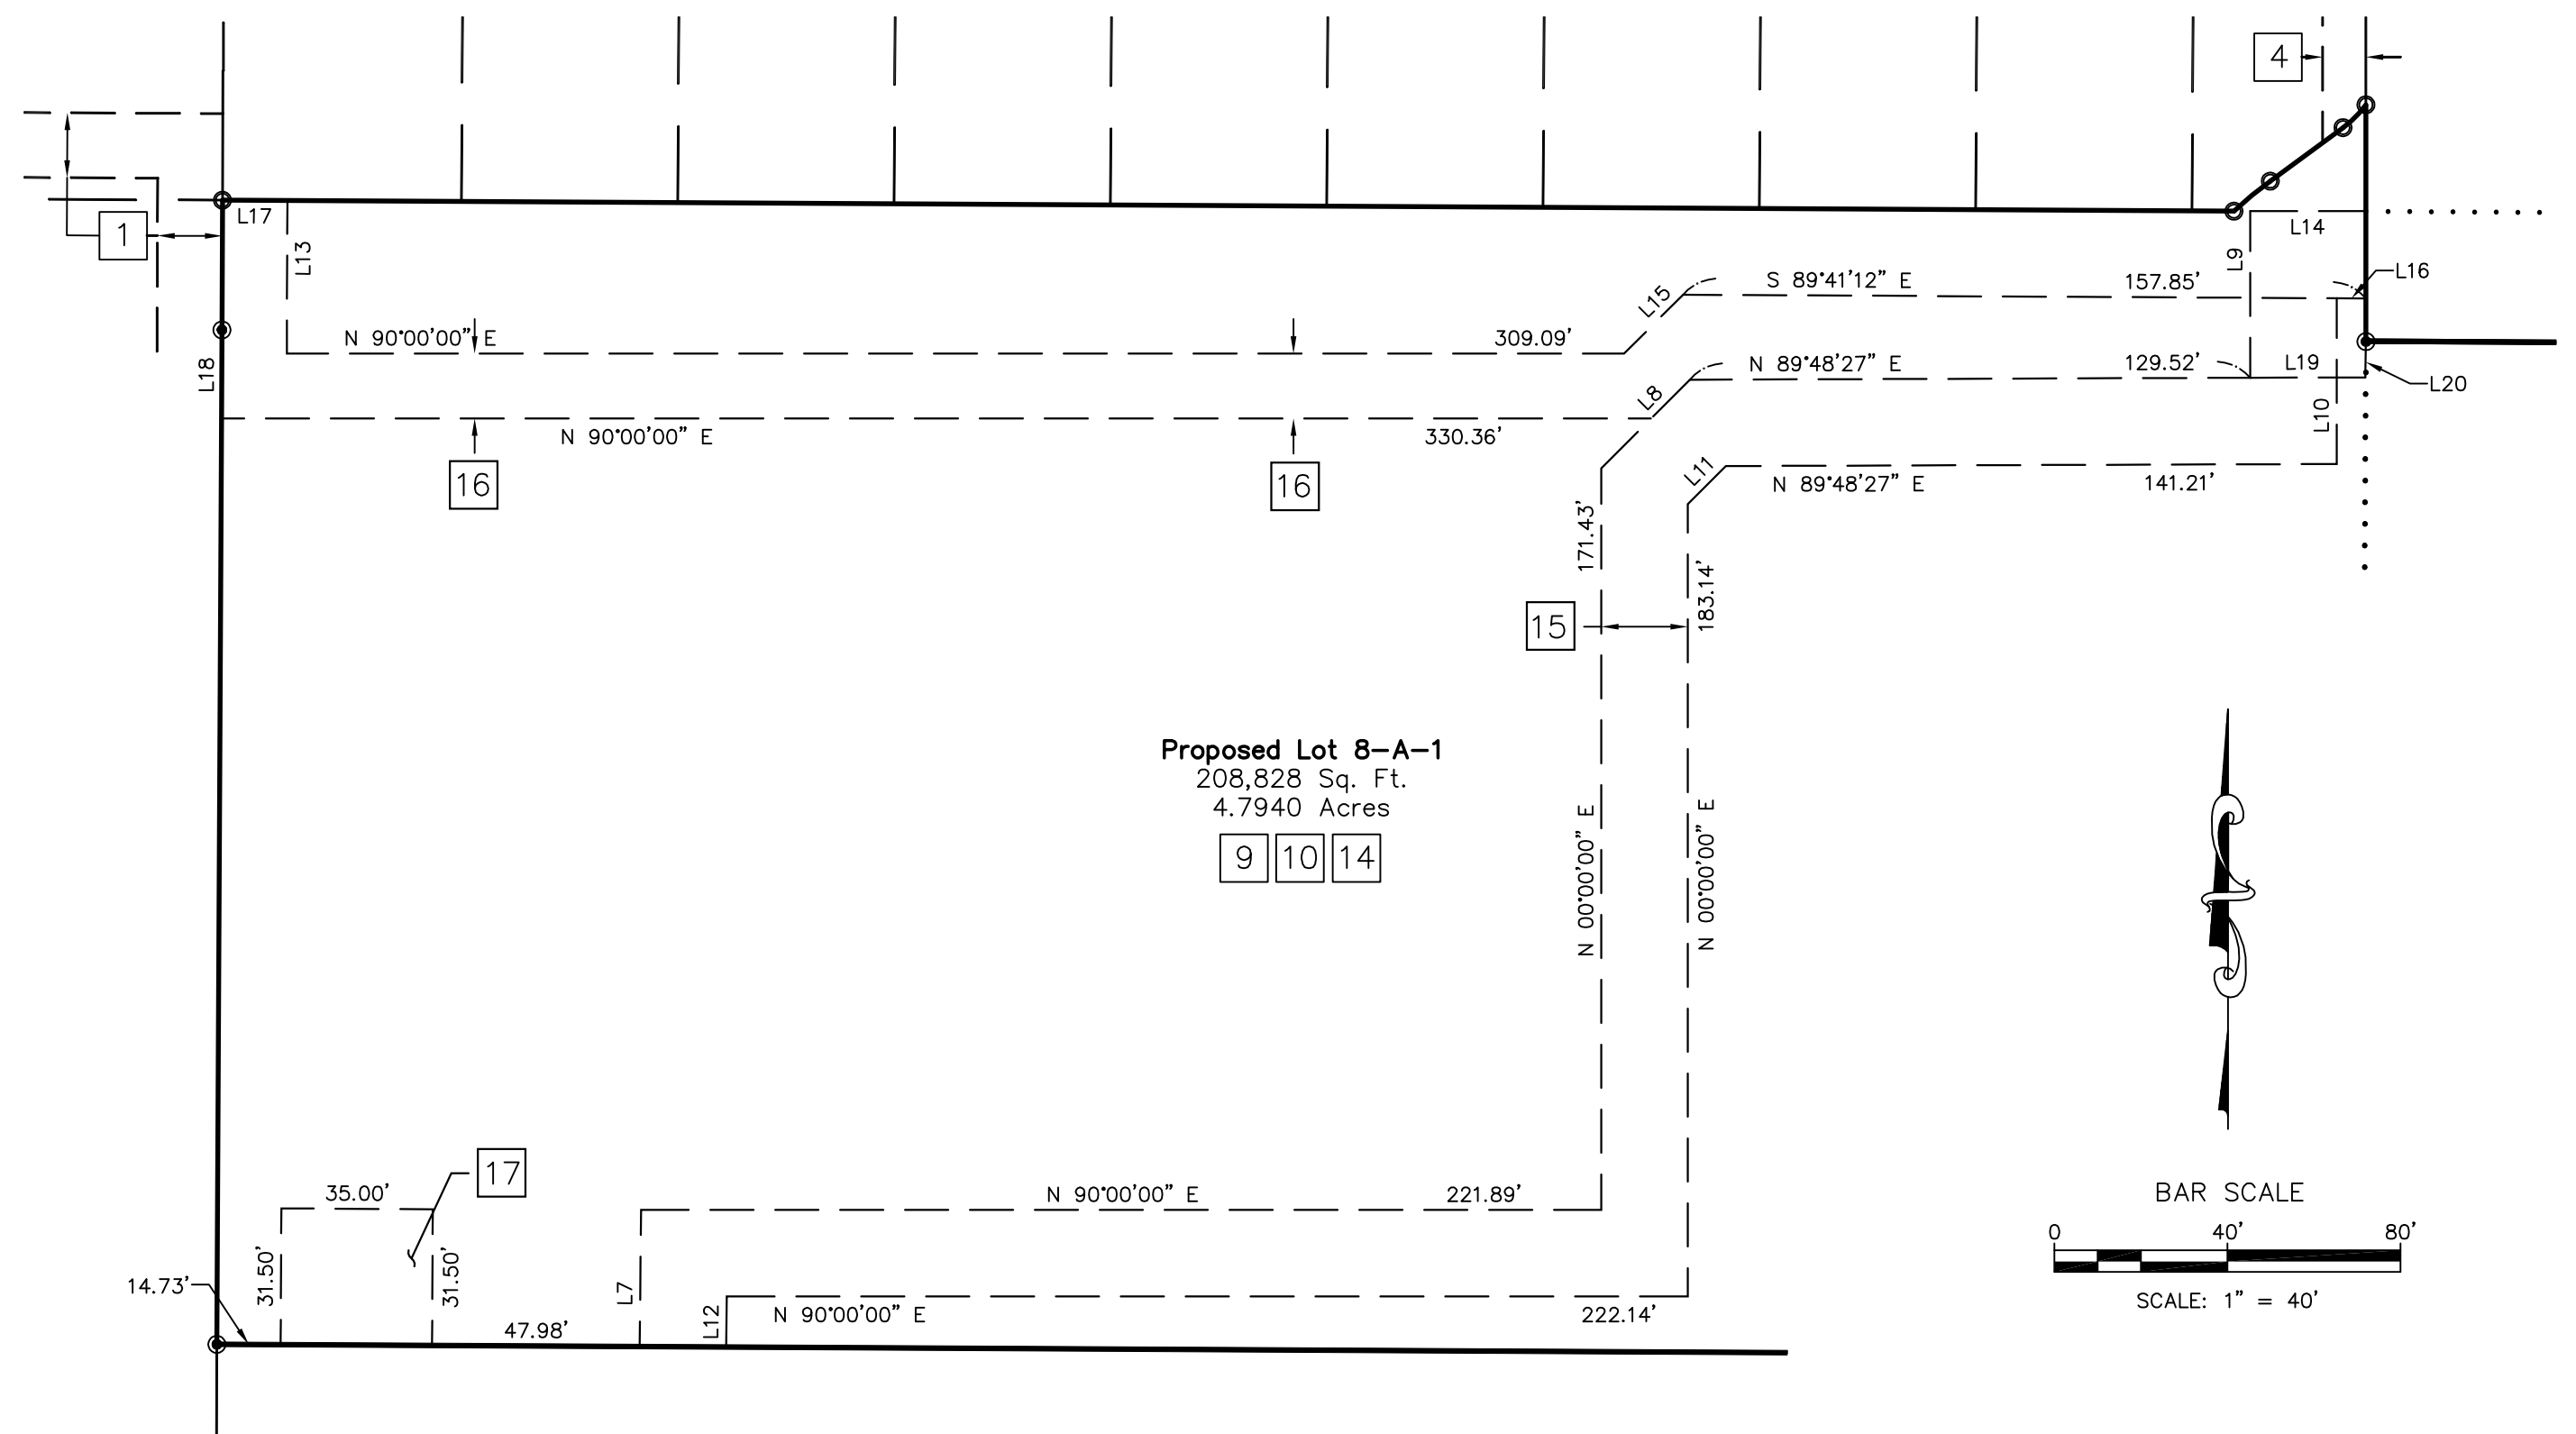 4
1
L17
L13
L14
L9
L16
S 89°41'12" E
157.85'
L15
N 90°00'00" E
309.09'
L18
N 89°48'27" E
129.52'
L19
L20
L8
L10
N 90°00'00" E
330.36'
16
16
L11
N 89°48'27" E
141.21'
171.43'
183.14'
15
Proposed Lot 8-A-1
208,828 Sq. Ft.
4.7940 Acres
9 10 14
N 00°00'00" E
N 00°00'00" E
17
35.00'
N 90°00'00" E
221.89'
BAR SCALE
0 40' 80'
SCALE: 1" = 40'
14.73'
31.50'
31.50'
47.98'
L7
L12
N 90°00'00" E
222.14'